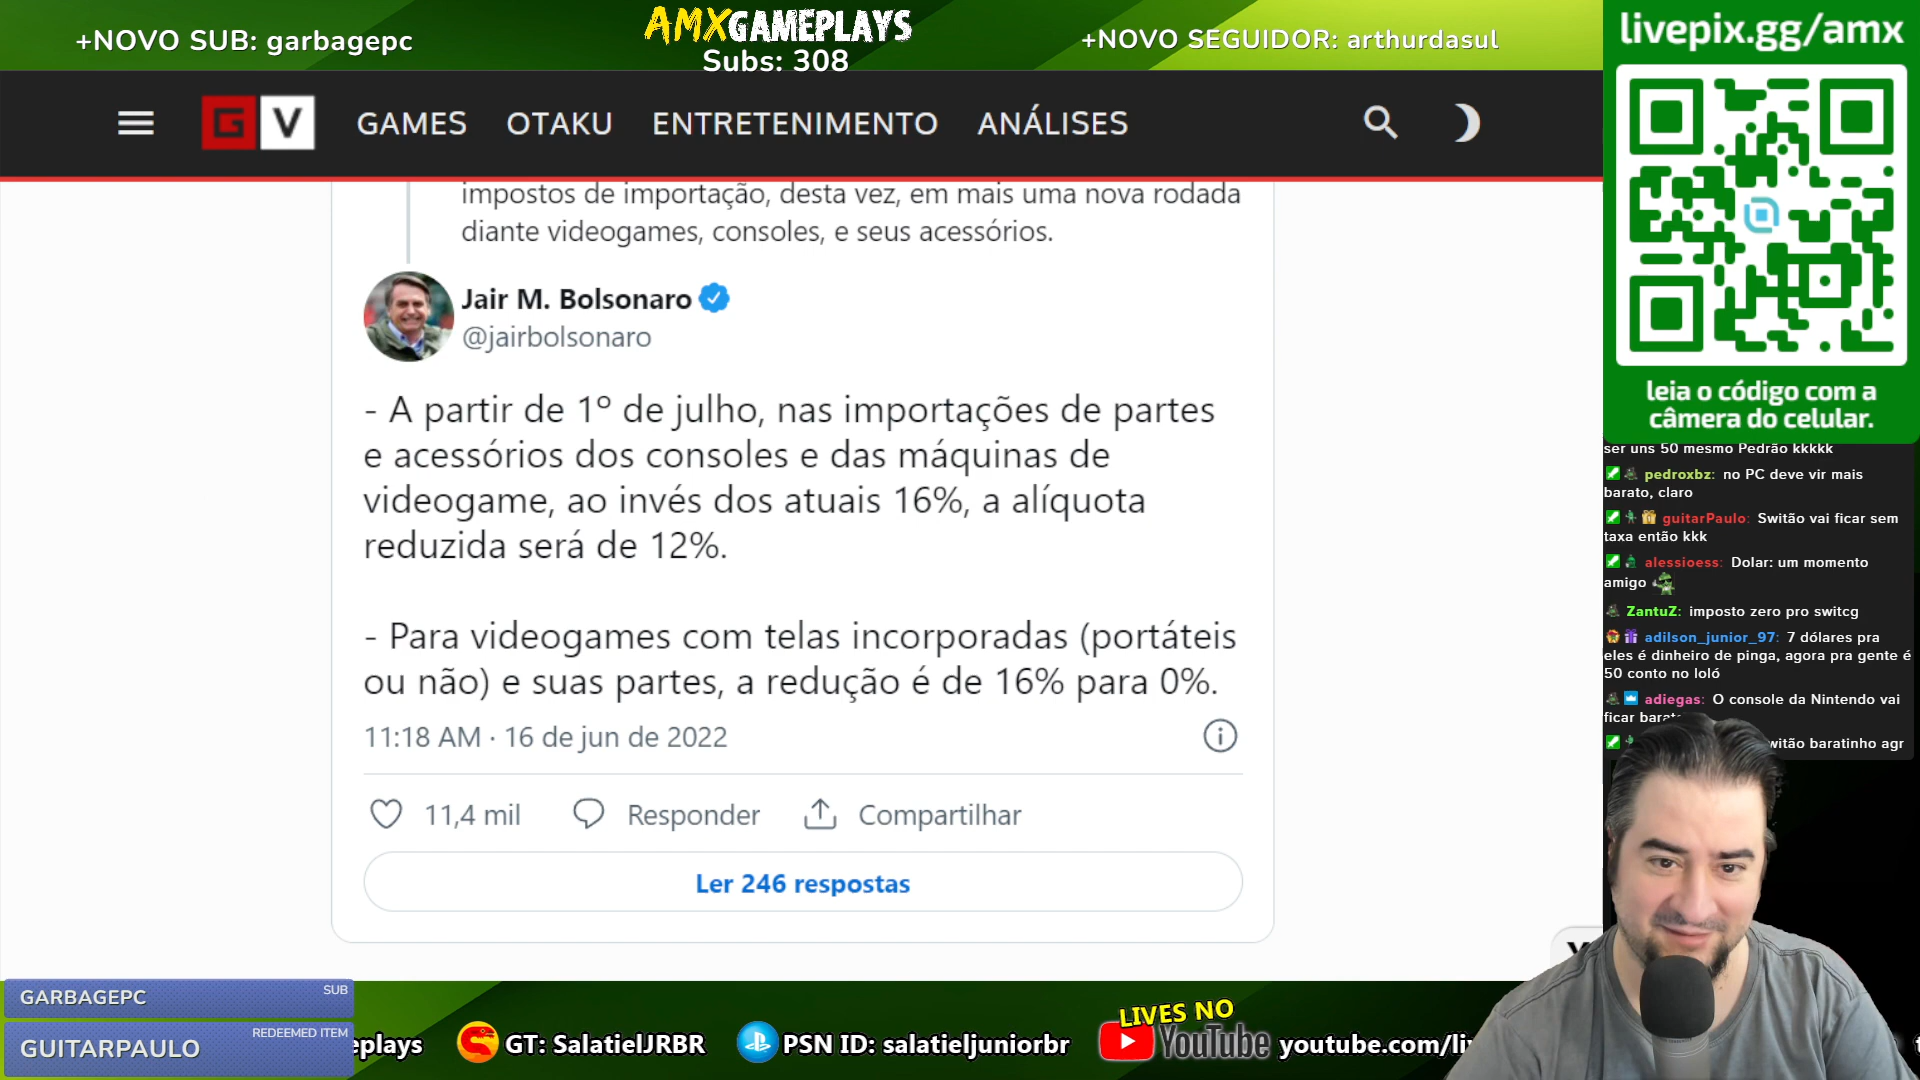 +NOVO SUB: garbagepc
AMXGAMEPLAYS
Subs: 308
+NOVO SEGUIDOR: arthurdasul
livepix.gg/amx
GV
GAMES
OTAKU
ENTRETENIMENTO
ANÁLISES
impostos de importação, desta vez, em mais uma nova rodada
diante videogames, consoles, e seus acessórios.
Jair M. Bolsonaro
@jairbolsonaro
- A partir de 1º de julho, nas importações de partes
e acessórios dos consoles e das máquinas de
videogame, ao invés dos atuais 16%, a alíquota
reduzida será de 12%.
- Para videogames com telas incorporadas (portáteis
ou não) e suas partes, a redução é de 16% para 0%.
11:18 AM · 16 de jun de 2022
11,4 mil
Responder
Compartilhar
Ler 246 respostas
leia o código com a
câmera do celular.
ser uns 50 mesmo Pedrão kkkkk
pedroxbz: no PC deve vir mais
barato, claro
guitarPaulo: Switão vai ficar sem
taxa então kkk
alessioess: Dolar: um momento
amigo
ZantuZ: imposto zero pro switcg
adilson_junior_97: 7 dólares pra
eles é dinheiro de pinga, agora pra gente é
50 conto no loló
adiegas: O console da Nintendo vai
ficar barat
witão baratinho agr
GARBAGEPC
SUB
GUITARPAULO
REDEEMED ITEM
eplays
GT: SalatielJRBR
PSN ID: salatieljuniorbr
LIVES NO
YouTube
youtube.com/li